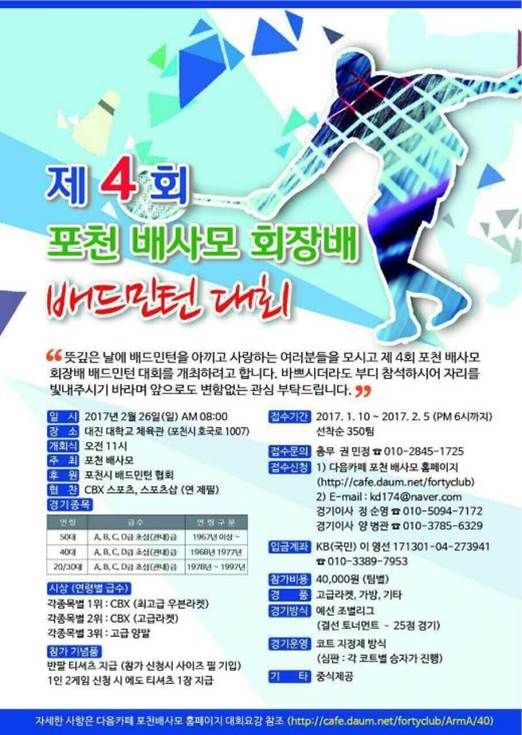 제 4 회
포천 배사모 회장배
배드민턴 대회
“ 뜻깊은 날에 배드민턴을 아끼고 사랑하는 여러분들을 모시고 제 4회 포천 배사모
회장배 배드민턴 대회를 개최하려고 합니다. 바쁘시더라도 부디 참석하시어 자리를
빛내주시기 바라며 앞으로도 변함없는 관심 부탁드립니다. ”
일 시 2017년 2월 26일(일) AM 08:00
장 소 대진 대학교 체육관 (포천시 호국로 1007)
개회식 오전 11시
주 최 포천 배사모
후 원 포천시 배드민턴 협회
협 찬 CBX 스포츠, 스포츠샵 (연 제필)
경기종목
연령 급수 연령구분
50대 A, B, C, D급 초심(관내)급 1967년 이상 ~
40대 A, B, C, D급 초심(관내)급 1968년 1977년
20/30대 A, B, C, D급 초심(관내)급 1978년 ~ 1997년
시상 (연령별 급수)
각종목별 1위 : CBX (최고급 우븐라켓)
각종목별 2위 : CBX (고급라켓)
각종목별 3위 : 고급 양말
참가 기념품
반팔 티셔츠 지급 (참가 신청시 사이즈 필 기입)
1인 2게임 신청 시 에도 티셔츠 1장 지급
접수기간 2017. 1. 10 ~ 2017. 2. 5 (PM 6시까지)
선착순 350팀
접수문의 총무 권 민정 ☎ 010-2845-1725
접수신청 1) 다음카페 포천 배사모 홈페이지
(http://cafe.daum.net/fortyclub)
2) E-mail : kd174@naver.com
경기이사 정 순영 ☎ 010-5094-7172
경기이사 양 병관 ☎ 010-3785-6329
입금계좌 KB(국민) 이 영선 171301-04-273941
☎ 010-3389-7953
참가비용 40,000원 (팀별)
경 품 고급라켓, 가방, 기타
경기방식 예선 조별리그
(결선 토너먼트 - 25점 경기)
경기운영 코트 지정제 방식
(심판 : 각 코트별 승자가 진행)
기 타 중식제공
자세한 사항은 다음카페 포천배사모 홈페이지 대회요강 참조 (http://cafe.daum.net/fortyclub/ArmA/40)